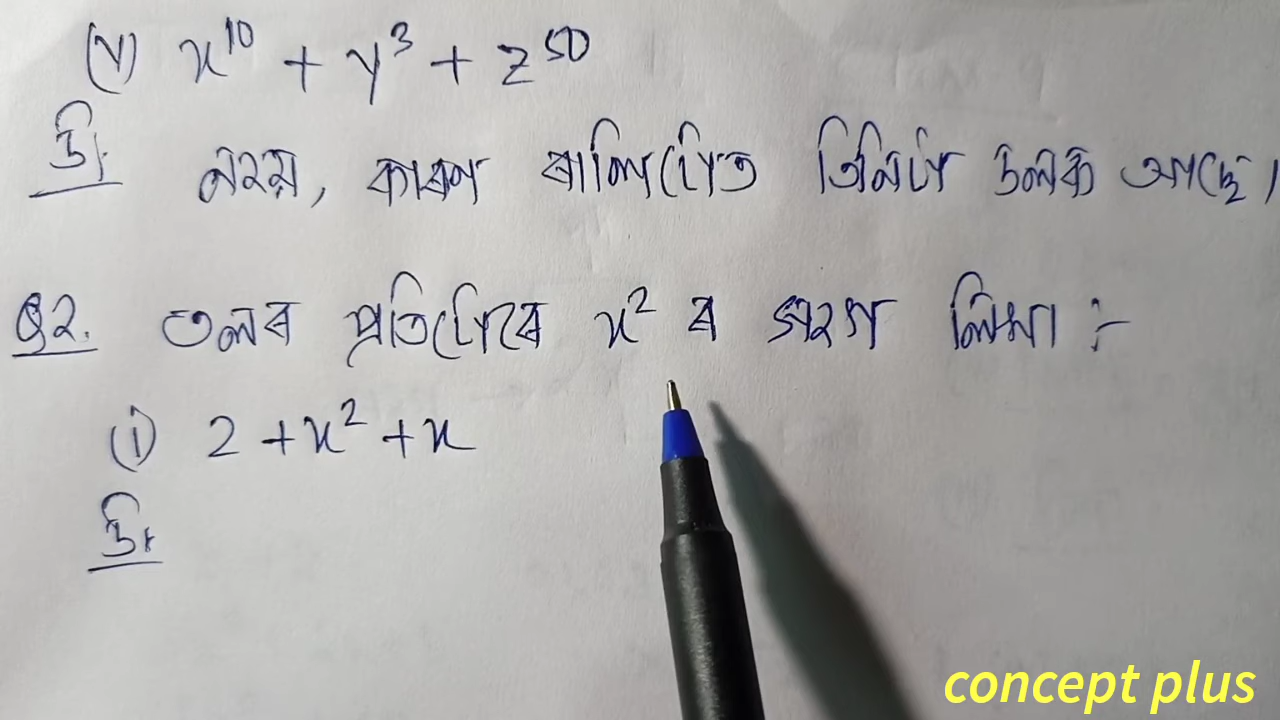 (v) x¹⁰ + y³ + z⁵⁰
উঃ নহয়, কাৰণ ৰাশিটোত তিনিটা চলক আছে।
Q2. তলৰ প্ৰতিটোৰে x² ৰ সহগ লিখা :-
(i) 2 + x² + x
উঃ
concept plus